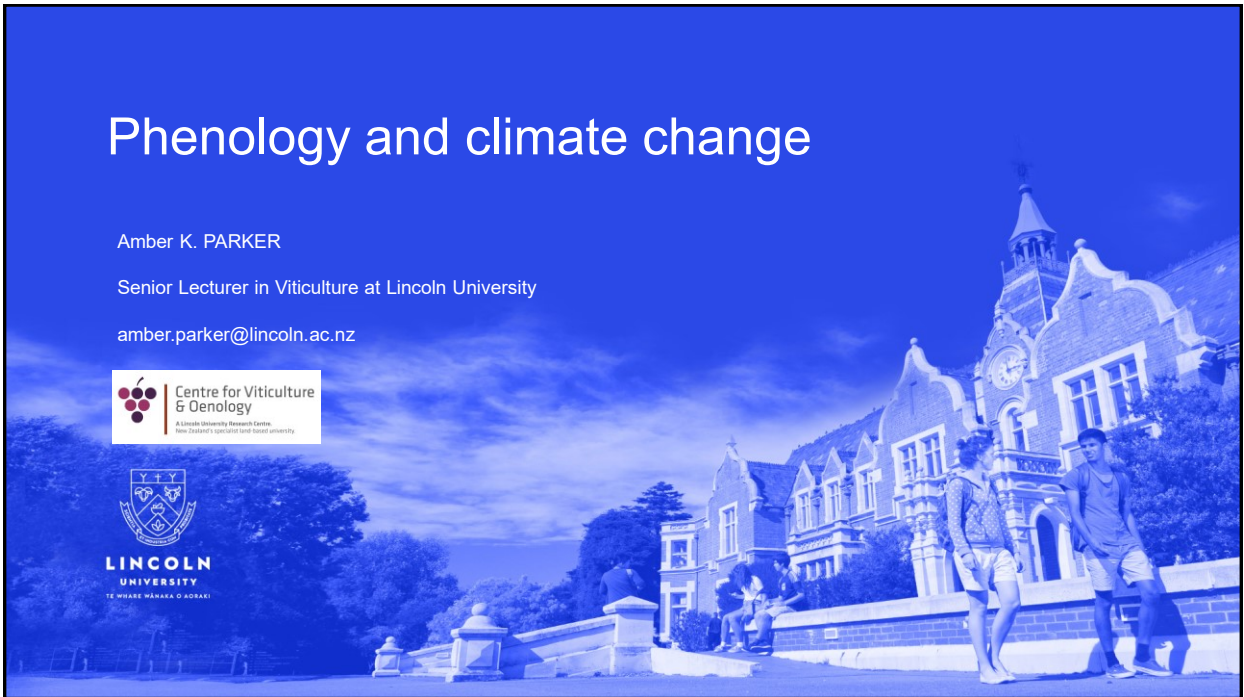 Phenology and climate change
Amber K. PARKER
Senior Lecturer in Viticulture at Lincoln University
amber.parker@lincoln.ac.nz
Centre for Viticulture
& Oenology
A Lincoln University Research Centre.
New Zealand's specialist land-based university.
LINCOLN
UNIVERSITY
TE WHARE WĀNAKA O AORAKI